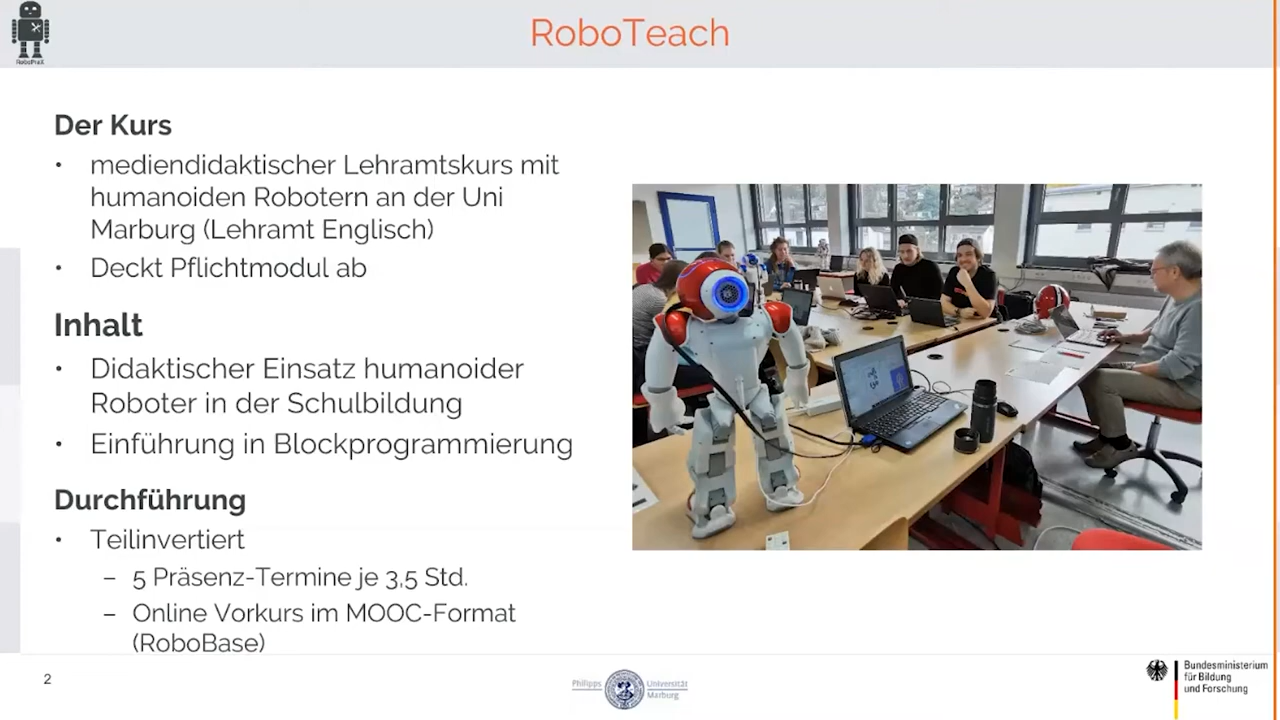 RoboPraX
RoboTeach
Der Kurs
• mediendidaktischer Lehramtskurs mit
humanoiden Robotern an der Uni
Marburg (Lehramt Englisch)
• Deckt Pflichtmodul ab
Inhalt
• Didaktischer Einsatz humanoider
Roboter in der Schulbildung
• Einführung in Blockprogrammierung
Durchführung
• Teilinvertiert
– 5 Präsenz-Termine je 3,5 Std.
– Online Vorkurs im MOOC-Format
(RoboBase)
2
Philipps Universität
Marburg
Bundesministerium
für Bildung
und Forschung